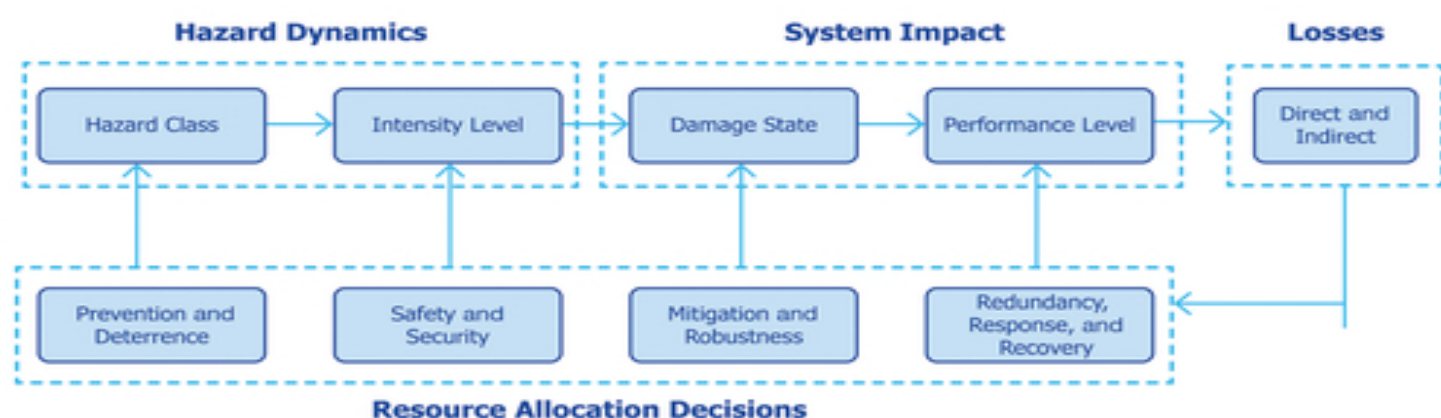 Hazard Dynamics
System Impact
Losses
Hazard Class
Intensity Level
Damage State
Performance Level
Direct and
Indirect
Prevention and
Deterrence
Safety and
Security
Mitigation and
Robustness
Redundancy,
Response, and
Recovery
Resource Allocation Decisions